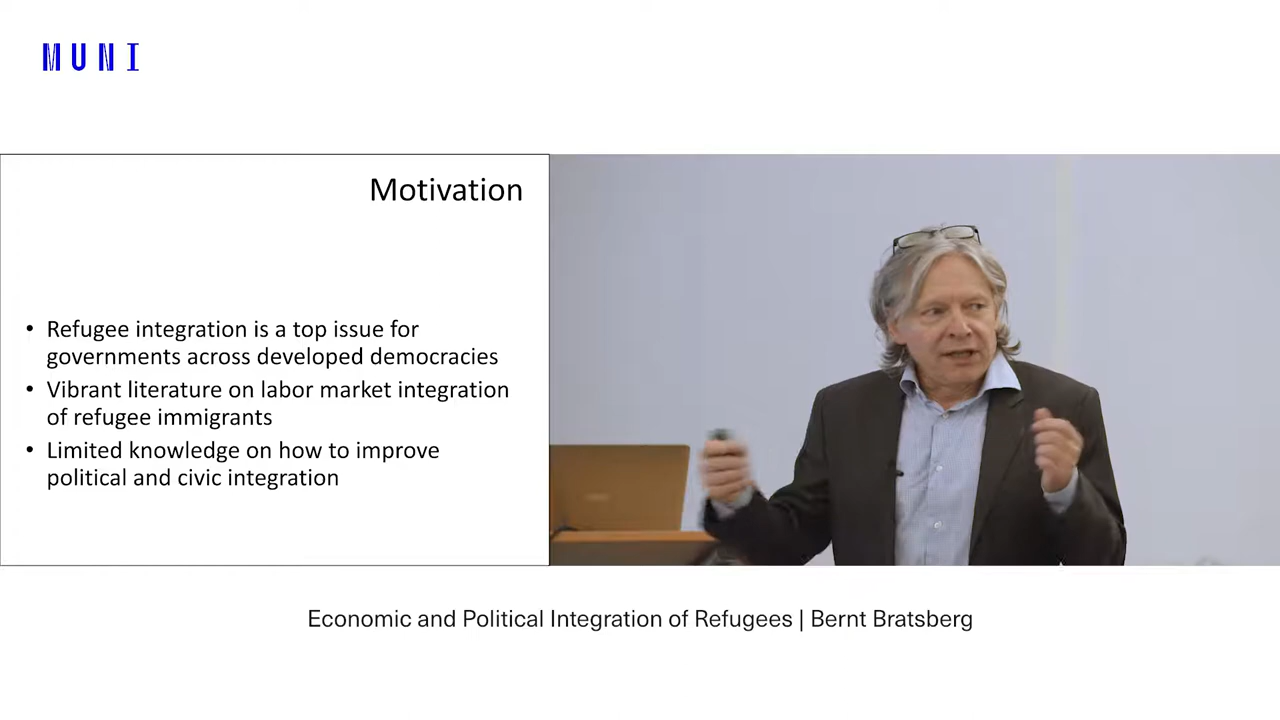 MUNI
Motivation
• Refugee integration is a top issue for
governments across developed democracies
• Vibrant literature on labor market integration
of refugee immigrants
• Limited knowledge on how to improve
political and civic integration
Economic and Political Integration of Refugees | Bernt Bratsberg